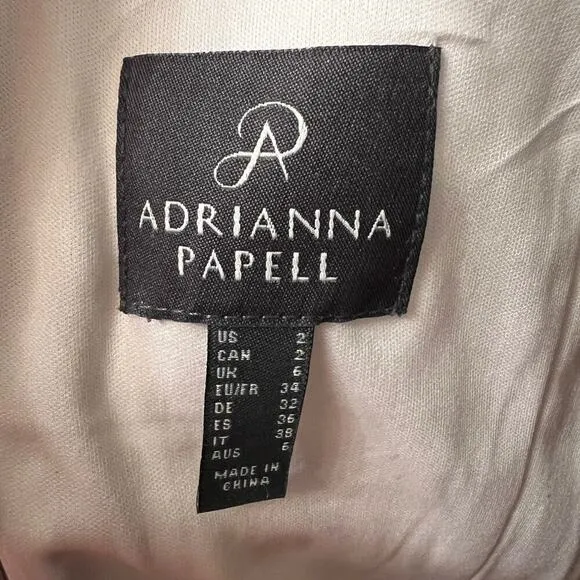 ADRIANNA
PAPELL
US 2
CAN 2
UK 6
EU/FR 34
DE 32
ES 36
IT 38
AUS 6
MADE IN
CHINA